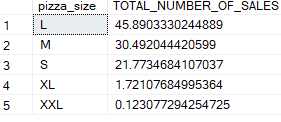 pizza_size TOTAL_NUMBER_OF_SALES
1 L 45.8903330244889
2 M 30.492044420599
3 S 21.7734684107037
4 XL 1.72107684995364
5 XXL 0.123077294254725